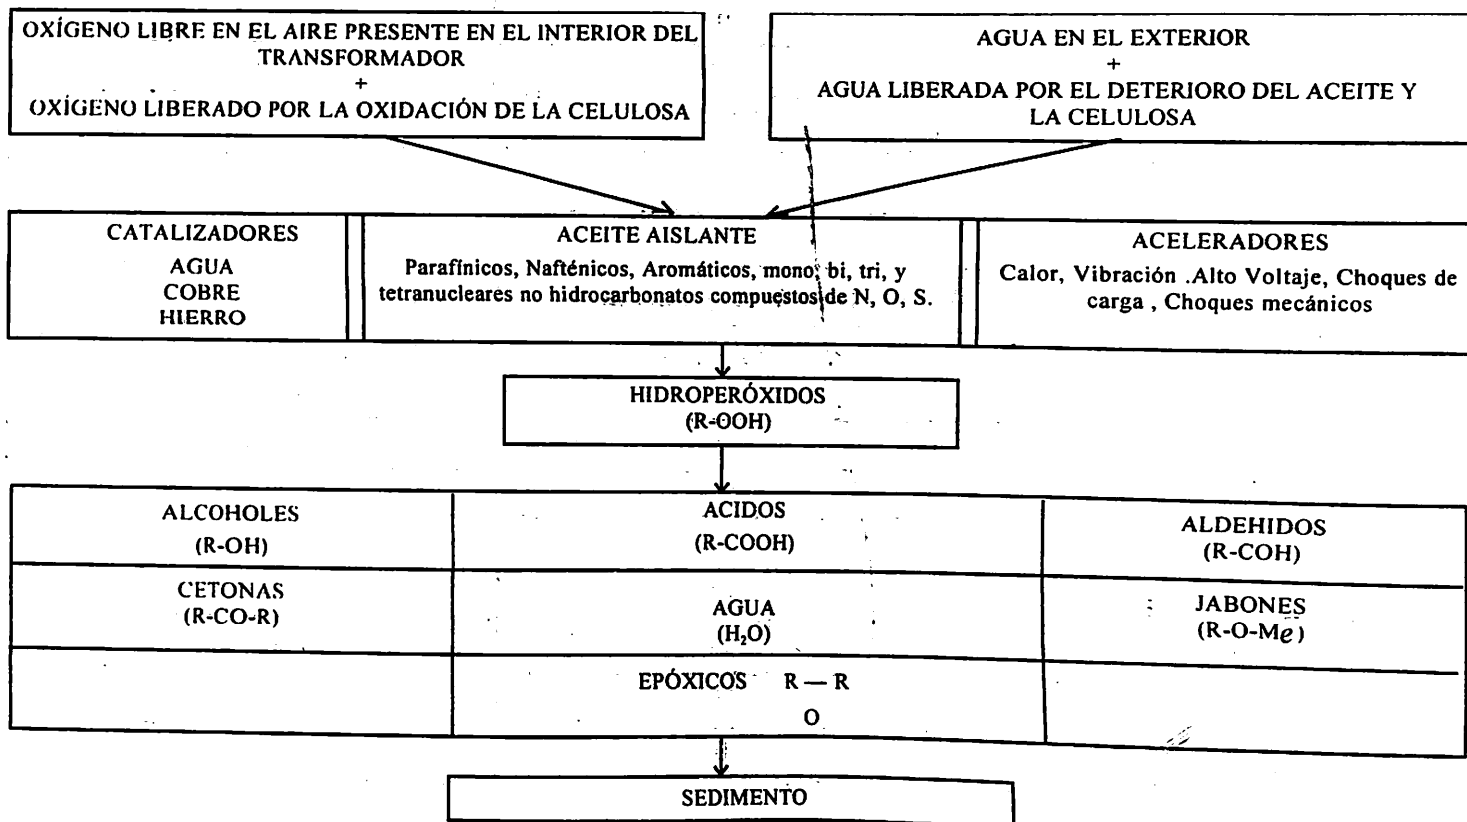 OXÍGENO LIBRE EN EL AIRE PRESENTE EN EL INTERIOR DEL
TRANSFORMADOR
+
OXÍGENO LIBERADO POR LA OXIDACIÓN DE LA CELULOSA
AGUA EN EL EXTERIOR
+
AGUA LIBERADA POR EL DETERIORO DEL ACEITE Y
LA CELULOSA
CATALIZADORES
AGUA
COBRE
HIERRO
ACEITE AISLANTE
Parafínicos, Nafténicos, Aromáticos, mono, bi, tri, y
tetranucleares no hidrocarbonatos compuestos de N, O, S.
ACELERADORES
Calor, Vibración .Alto Voltaje, Choques de
carga , Choques mecánicos
HIDROPERÓXIDOS
(R-OOH)
ALCOHOLES
(R-OH)
ACIDOS
(R-COOH)
ALDEHIDOS
(R-COH)
CETONAS
(R-CO-R)
AGUA
(H₂O)
JABONES
(R-O-Me)
EPÓXICOS R — R
O
SEDIMENTO